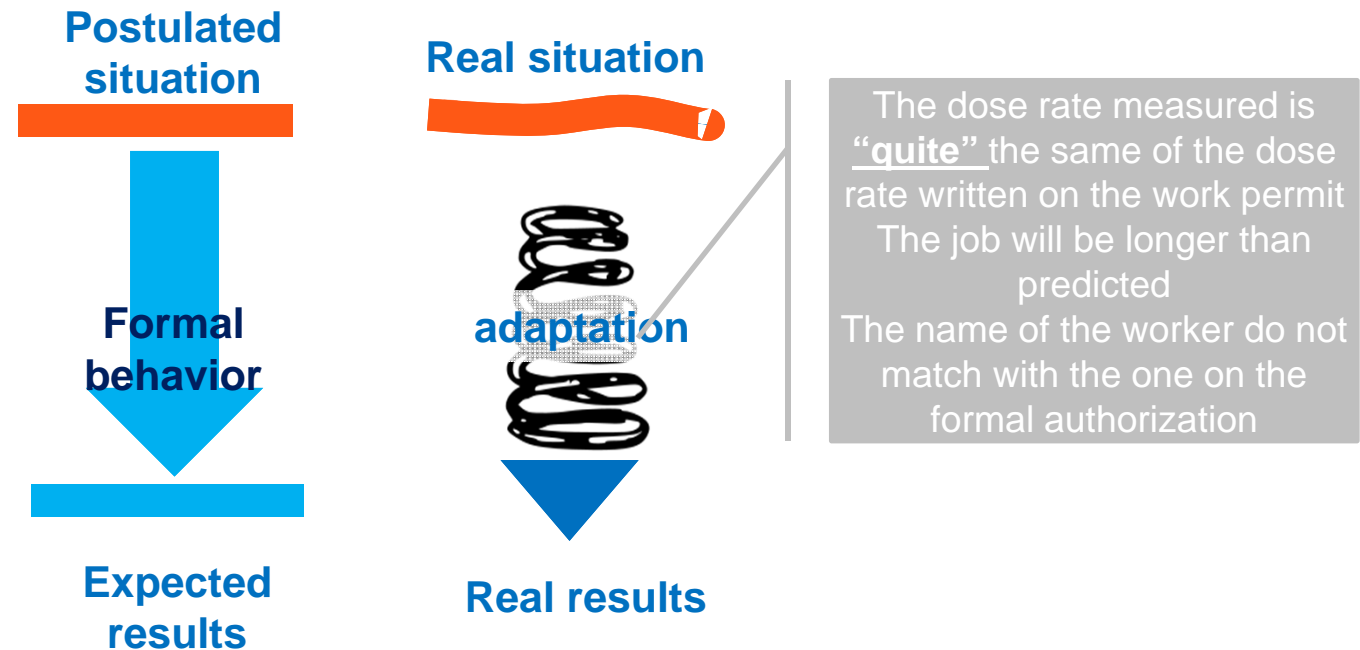 Postulated
situation
Formal
behavior
Expected
results
Real situation
adaptation
Real results
The dose rate measured is
“quite” the same of the dose
rate written on the work permit
The job will be longer than
predicted
The name of the worker do not
match with the one on the
formal authorization